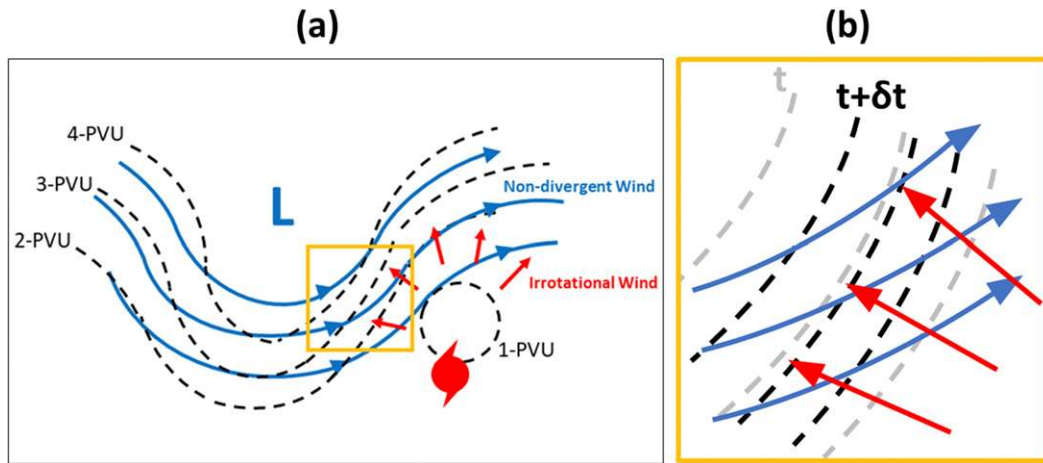 (a)
(b)
4-PVU
3-PVU
2-PVU
L
Non-divergent Wind
Irrotational Wind
1-PVU
t
t+δt